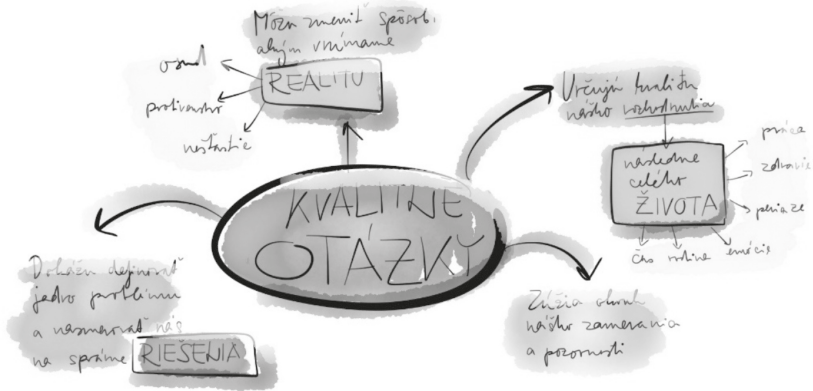 Môžu zmeniť spôsob,
akým vnímame
REALITU
osud
protivenstvo
nešťastie
Určujú kvalitu
nášho rozhodnutia
následne
celého
ŽIVOTA
práca
zdravie
peniaze
emócie
rodina
čas
KVALITNÉ
OTÁZKY
Dokážu definovať
jadro problému
a nasmerovať nás
na správne RIEŠENIA
Zúžia okruh
nášho zamerania
a pozornosti